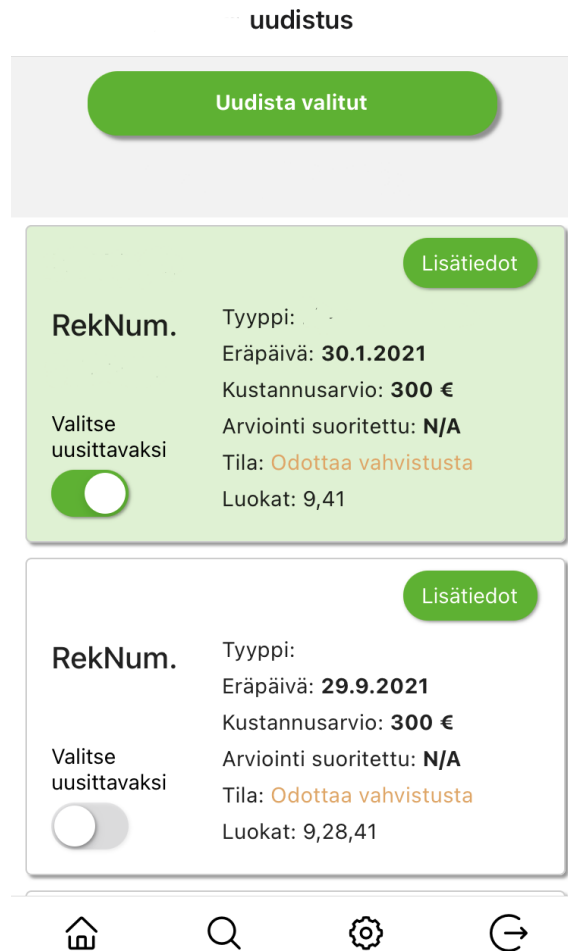 uudistus
Uudista valitut
Lisätiedot
RekNum.
Tyyppi:
Eräpäivä: 30.1.2021
Kustannusarvio: 300 €
Arviointi suoritettu: N/A
Tila: Odottaa vahvistusta
Luokat: 9,41
Valitse
uusittavaksi
Lisätiedot
RekNum.
Tyyppi:
Eräpäivä: 29.9.2021
Kustannusarvio: 300 €
Arviointi suoritettu: N/A
Tila: Odottaa vahvistusta
Luokat: 9,28,41
Valitse
uusittavaksi